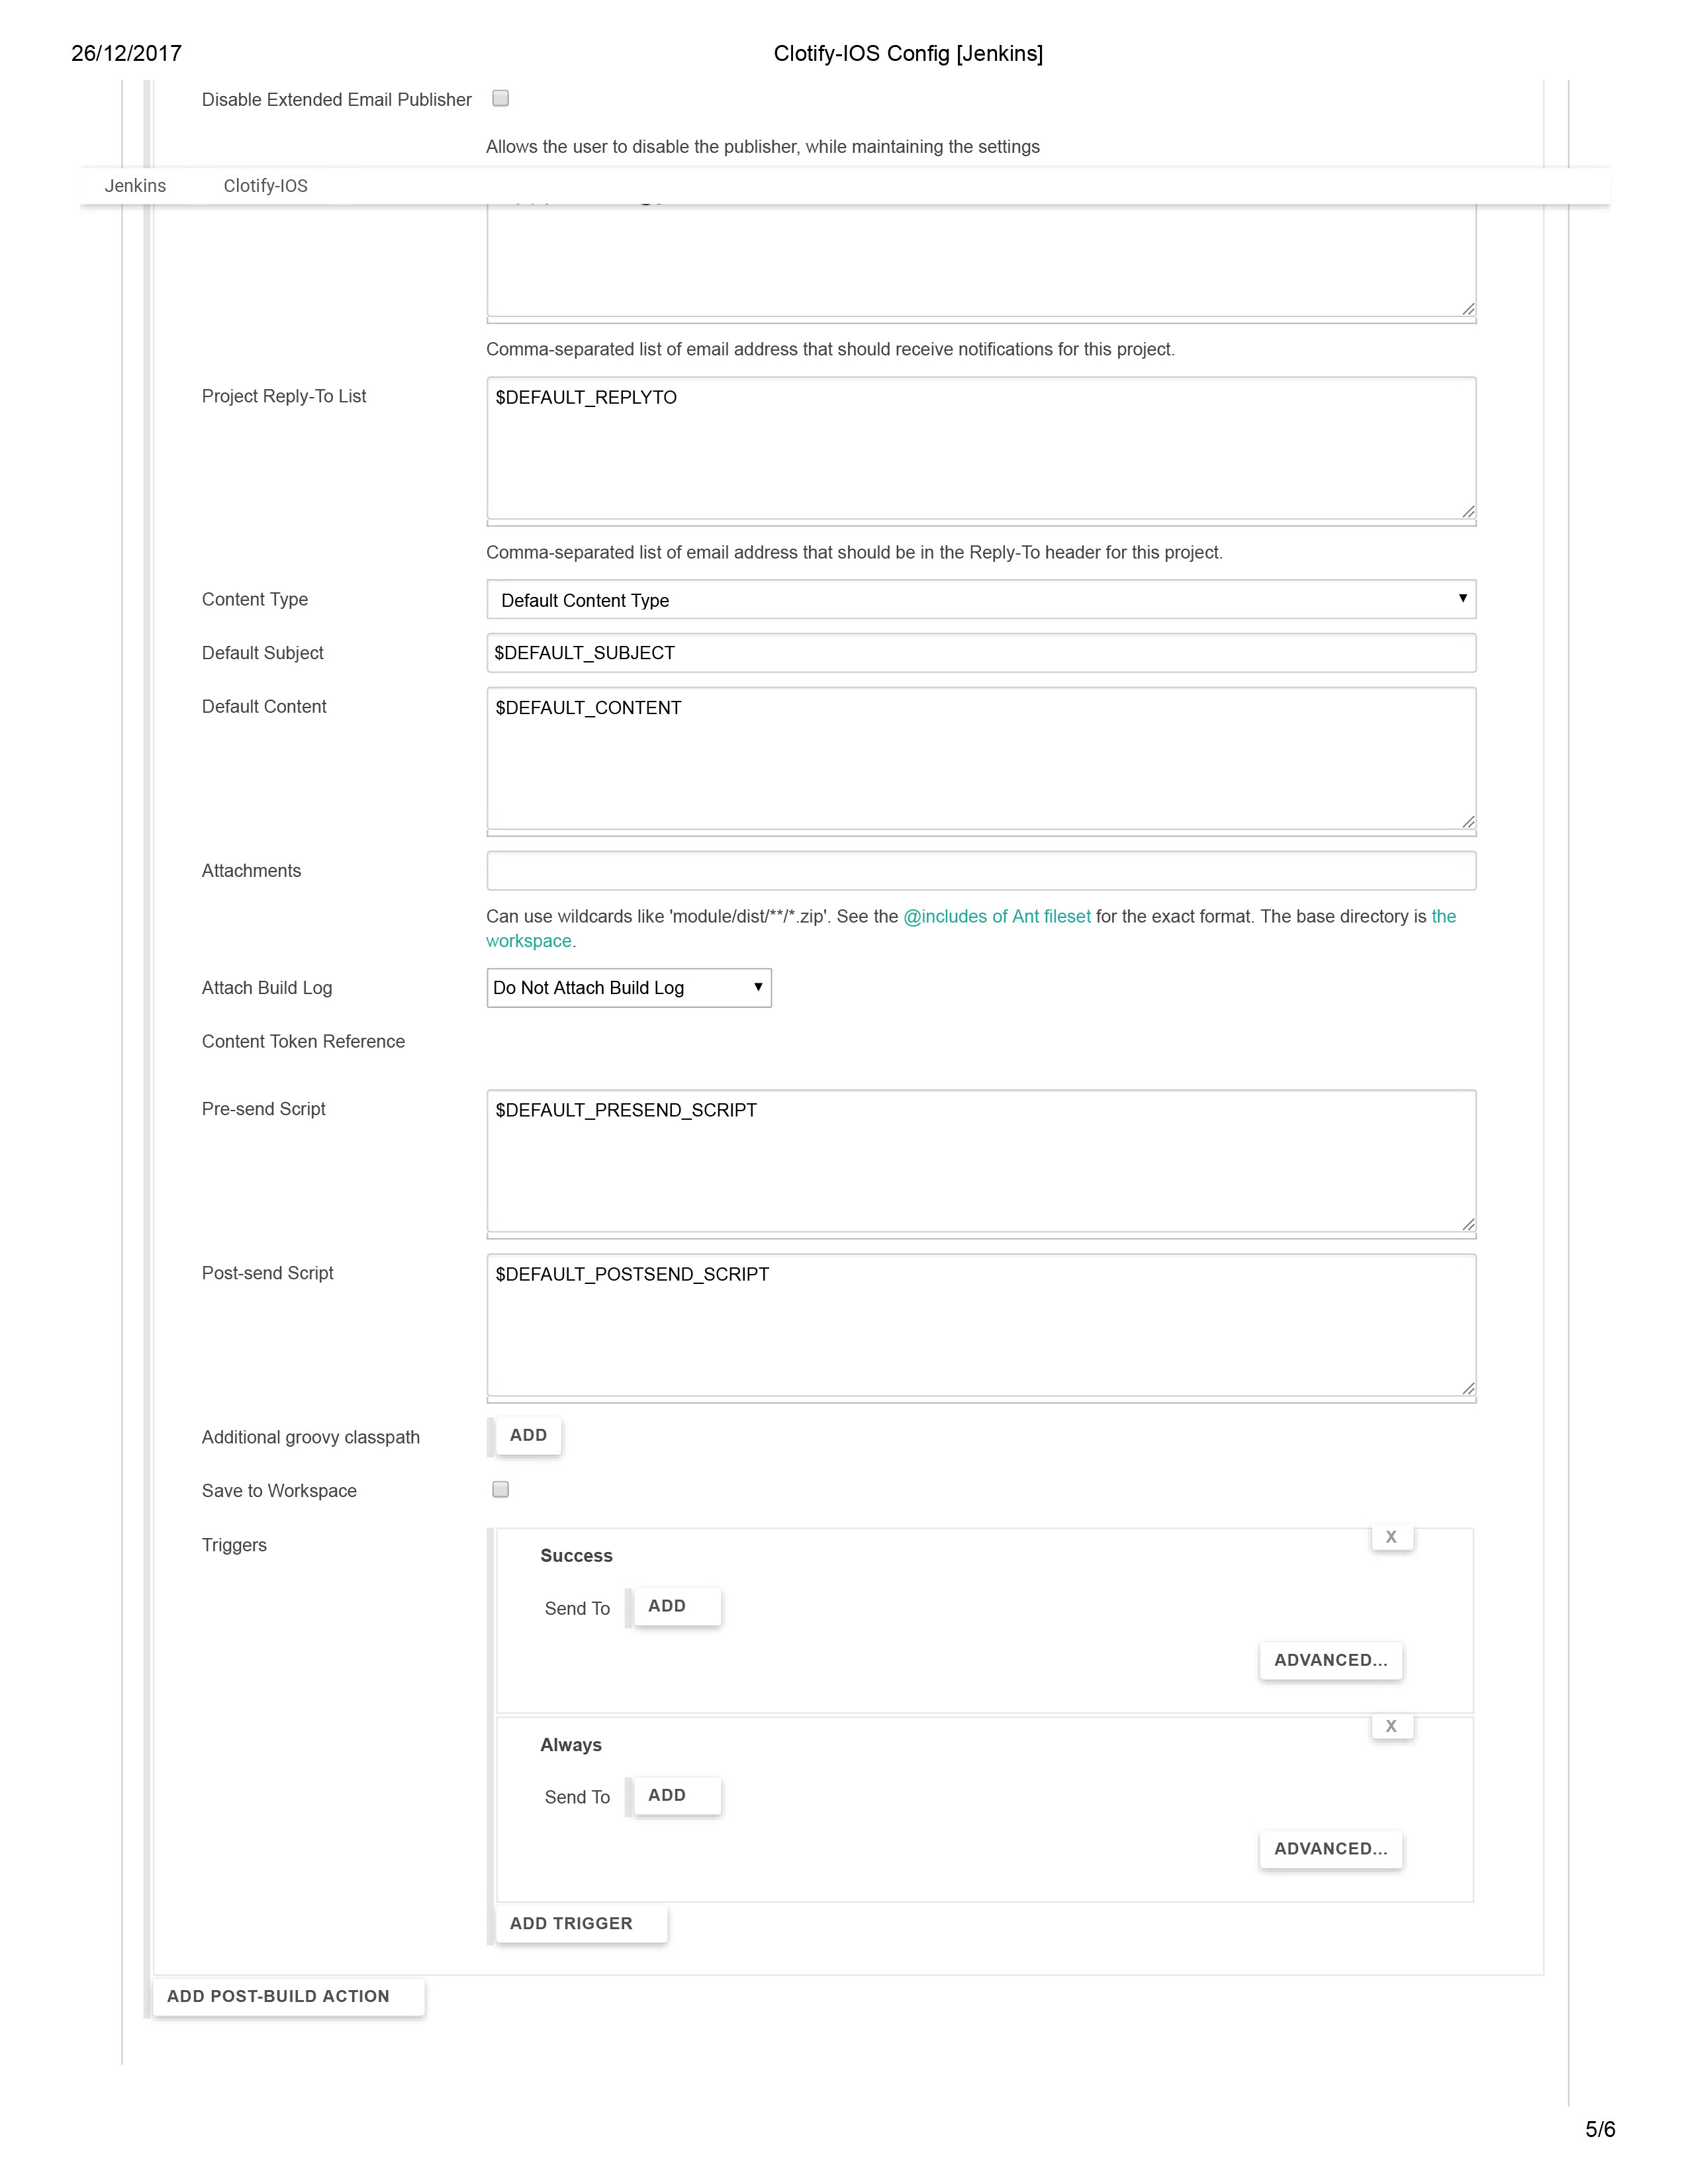 26/12/2017 Clotify-IOS Config [Jenkins]
Disable Extended Email Publisher
Allows the user to disable the publisher, while maintaining the settings
Jenkins Clotify-IOS
Comma-separated list of email address that should receive notifications for this project.
Project Reply-To List $DEFAULT_REPLYTO
Comma-separated list of email address that should be in the Reply-To header for this project.
Content Type Default Content Type
Default Subject $DEFAULT_SUBJECT
Default Content $DEFAULT_CONTENT
Attachments
Can use wildcards like 'module/dist/**/*.zip'. See the @includes of Ant fileset for the exact format. The base directory is the
workspace.
Attach Build Log Do Not Attach Build Log
Content Token Reference
Pre-send Script $DEFAULT_PRESEND_SCRIPT
Post-send Script $DEFAULT_POSTSEND_SCRIPT
Additional groovy classpath ADD
Save to Workspace
Triggers X
Success
Send To ADD
ADVANCED...
X
Always
Send To ADD
ADVANCED...
ADD TRIGGER
ADD POST-BUILD ACTION
5/6